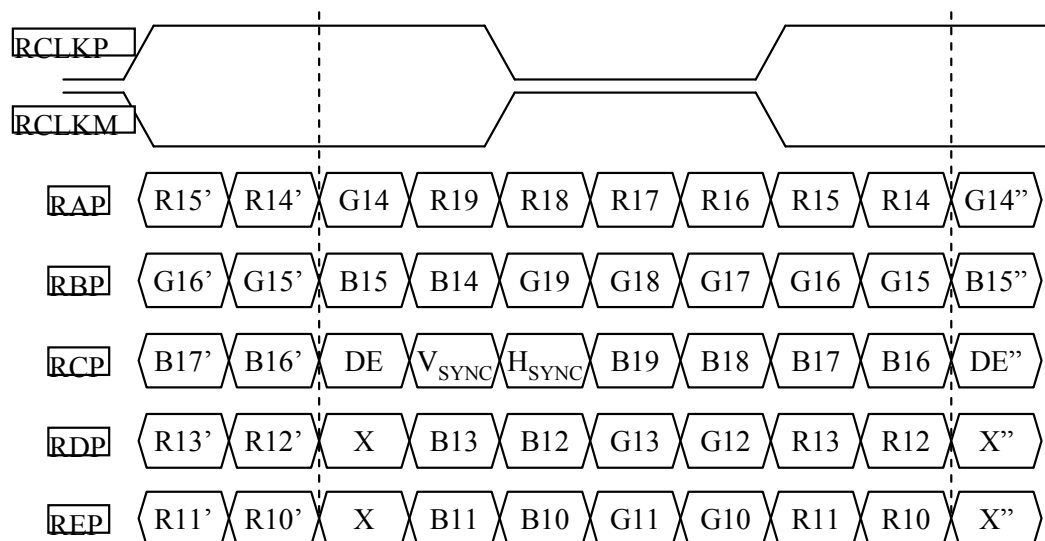 RCLKP
RCLKM
RAP R15’ R14’ G14 R19 R18 R17 R16 R15 R14 G14”
RBP G16’ G15’ B15 B14 G19 G18 G17 G16 G15 B15”
RCP B17’ B16’ DE VSYNC HSYNC B19 B18 B17 B16 DE”
RDP R13’ R12’ X B13 B12 G13 G12 R13 R12 X”
REP R11’ R10’ X B11 B10 G11 G10 R11 R10 X”